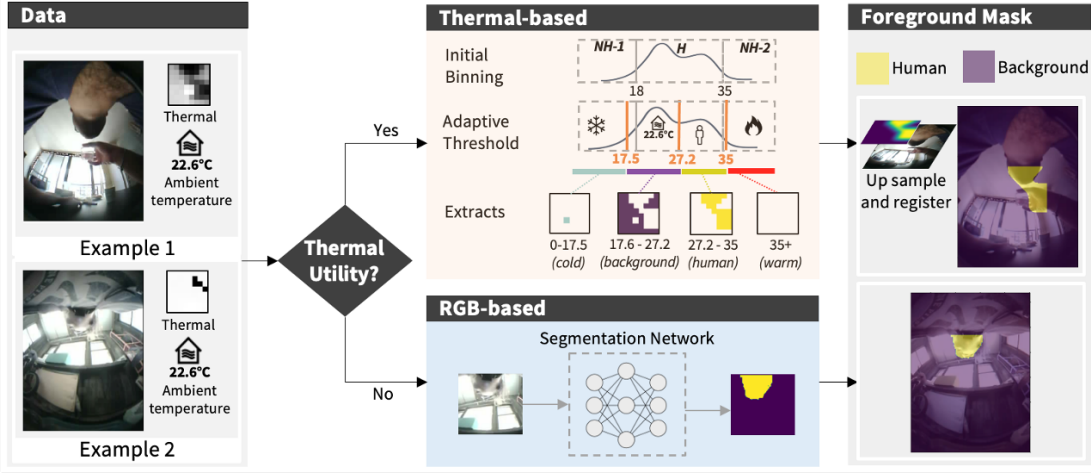 Data
Thermal
22.6°C
Ambient
temperature
Example 1
Thermal
22.6°C
Ambient
temperature
Example 2
Thermal
Utility?
Yes
No
Thermal-based
Initial
Binning
NH-1
H
NH-2
18
35
Adaptive
Threshold
22.6°C
17.5
27.2
35
Extracts
0-17.5
(cold)
17.6 - 27.2
(background)
27.2 - 35
(human)
35+
(warm)
RGB-based
Segmentation Network
Foreground Mask
Human
Background
Up sample
and register